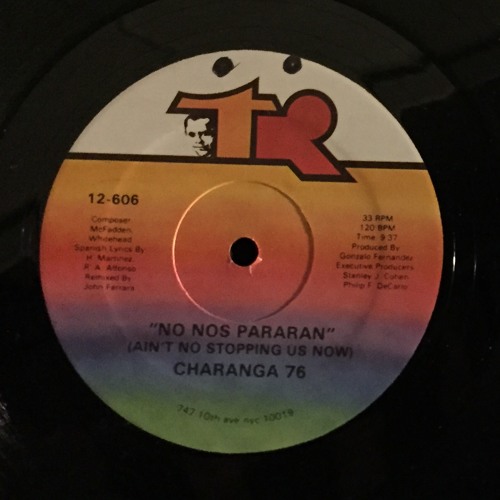 TR
12-606
Composer
McFadden,
Whitehead
Spanish Lyrics By
H. Martinez
R. A. Alfonso
Remixed By
John Ferrara
33 RPM
120 BPM
Time: 9:37
Produced By
Gonzalo Fernandez
Executive Producers
Stanley J. Cohen
Philip F. DeCarlo
"NO NOS PARARAN"
(AIN'T NO STOPPING US NOW)
CHARANGA 76
747 10th ave nyc 10019